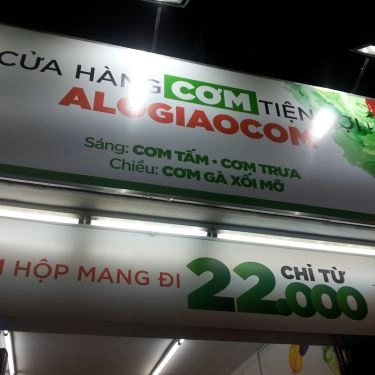 CỬA HÀNG CƠM TIỆN
ALOGIAOCOM
Sáng: CƠM TẤM • CƠM TRƯA
Chiều: CƠM GÀ XỐI MỠ
HỘP MANG ĐI 22.000 CHỈ TỪ